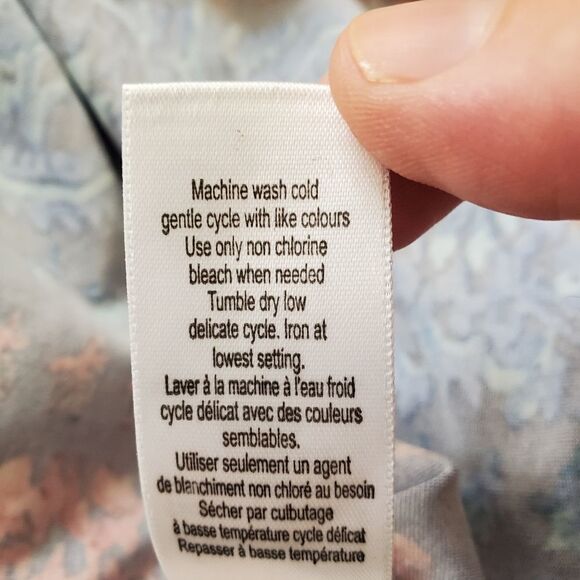 Machine wash cold
gentle cycle with like colours
Use only non chlorine
bleach when needed
Tumble dry low
delicate cycle. Iron at
lowest setting.
Laver à la machine à l'eau froid
cycle délicat avec des couleurs
semblables.
Utiliser seulement un agent
de blanchiment non chloré au besoin
Sécher par culbutage
à basse température cycle délicat
Repasser à basse température